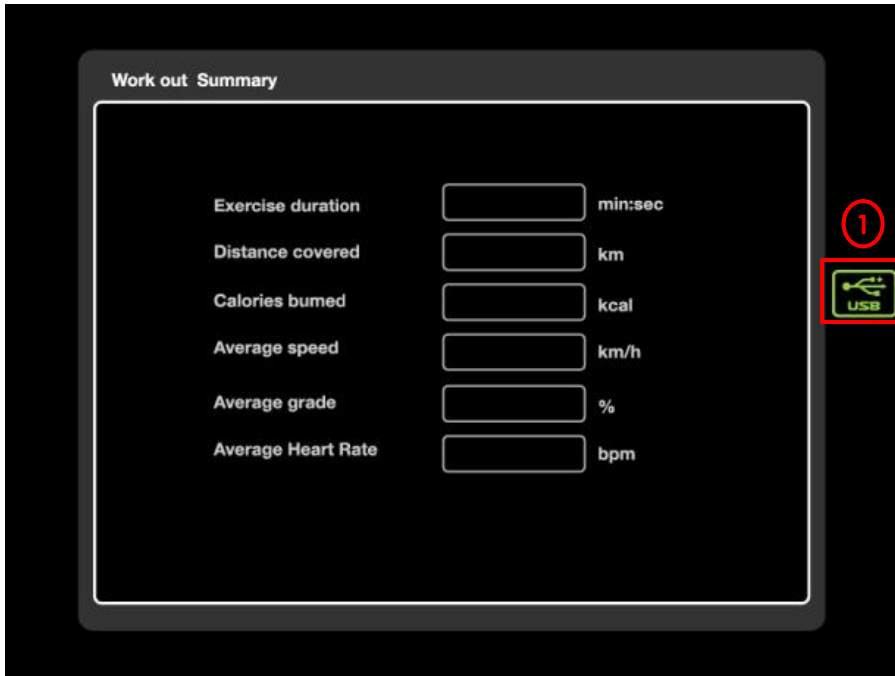 Work out Summary
Exercise duration min:sec
Distance covered km
1
Calories bumed kcal
USB
Average speed km/h
Average grade %
Average Heart Rate bpm